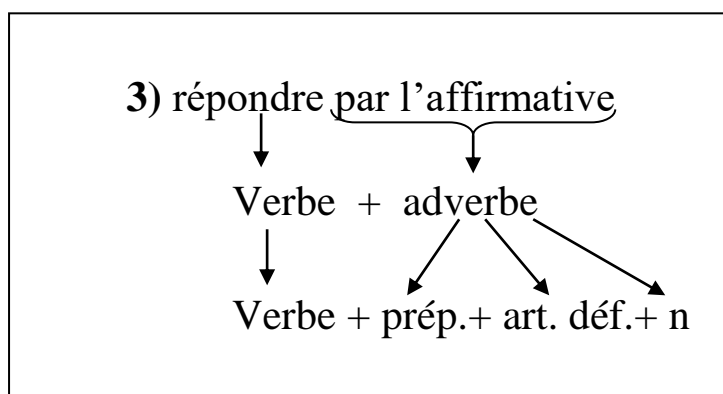 3) répondre par l’affirmative
Verbe + adverbe
Verbe + prép.+ art. déf.+ n